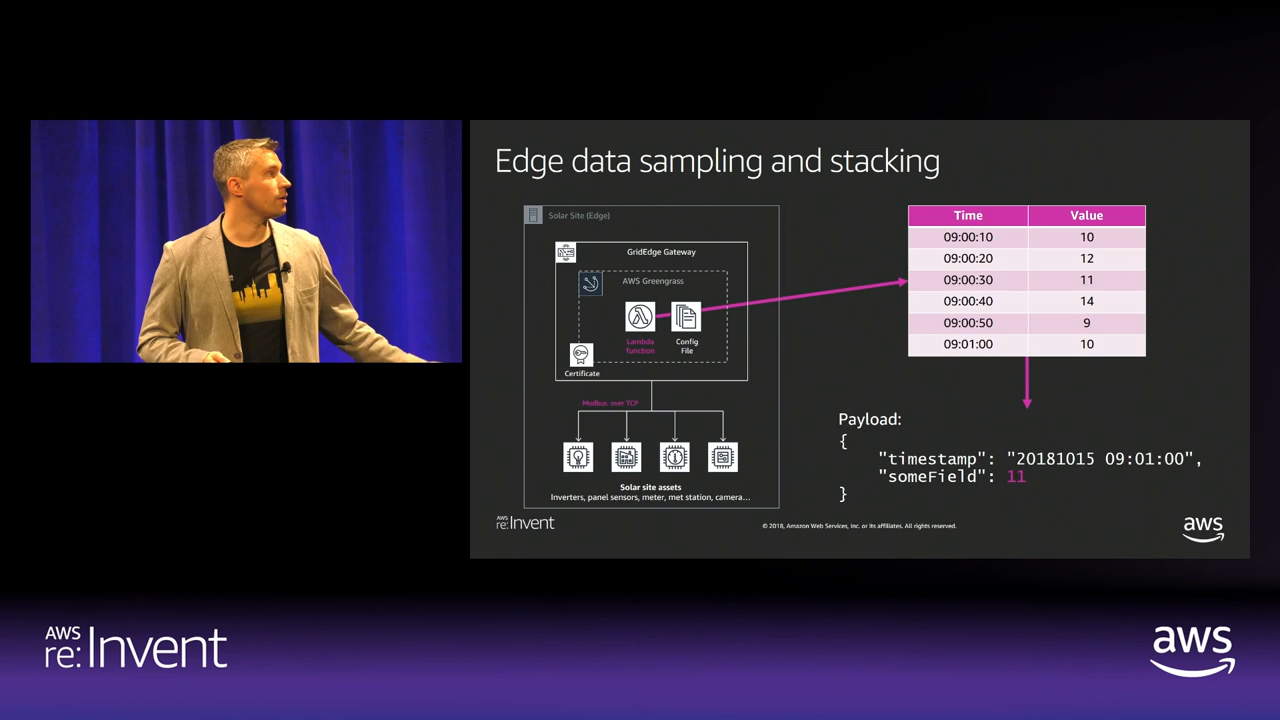 Edge data sampling and stacking
Solar Site (Edge)
GridEdge Gateway
AWS Greengrass
Lambda
function
Config
File
Certificate
Modbus over TCP
Solar site assets
Inverters, panel sensors, meter, met station, camera...
Time Value
09:00:10 10
09:00:20 12
09:00:30 11
09:00:40 14
09:00:50 9
09:01:00 10
Payload:
{
"timestamp": "20181015 09:01:00",
"someField": 11
}
AWS
re:Invent
© 2018, Amazon Web Services, Inc. or its affiliates. All rights reserved.
aws
AWS
re:Invent
aws